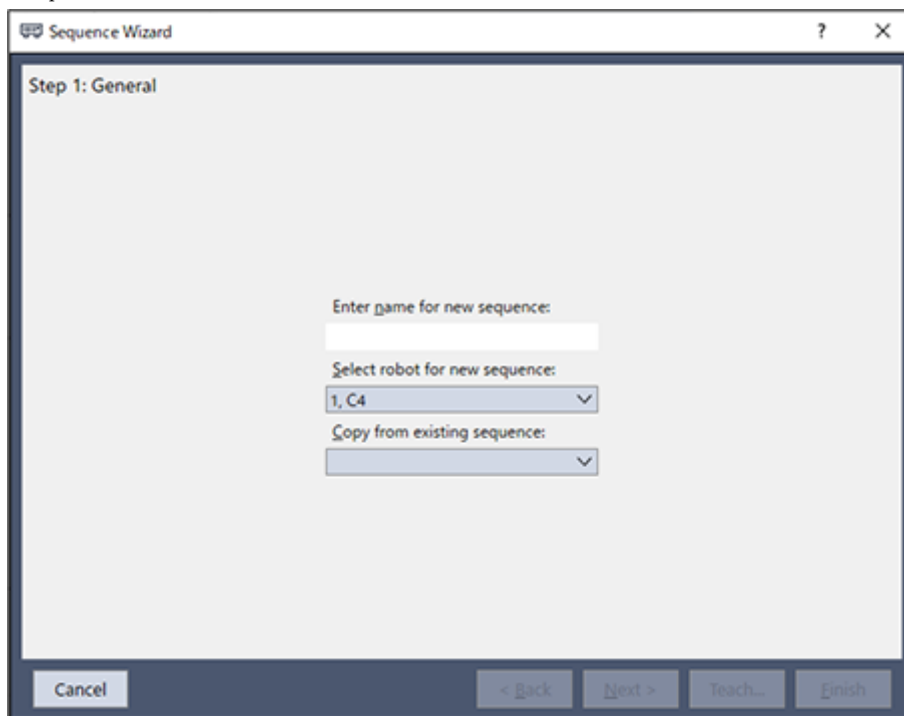 Sequence Wizard
?
Step 1: General
Enter name for new sequence:
Select robot for new sequence:
1, C4
Copy from existing sequence:
Cancel
< Back
Next >
Teach...
Finish